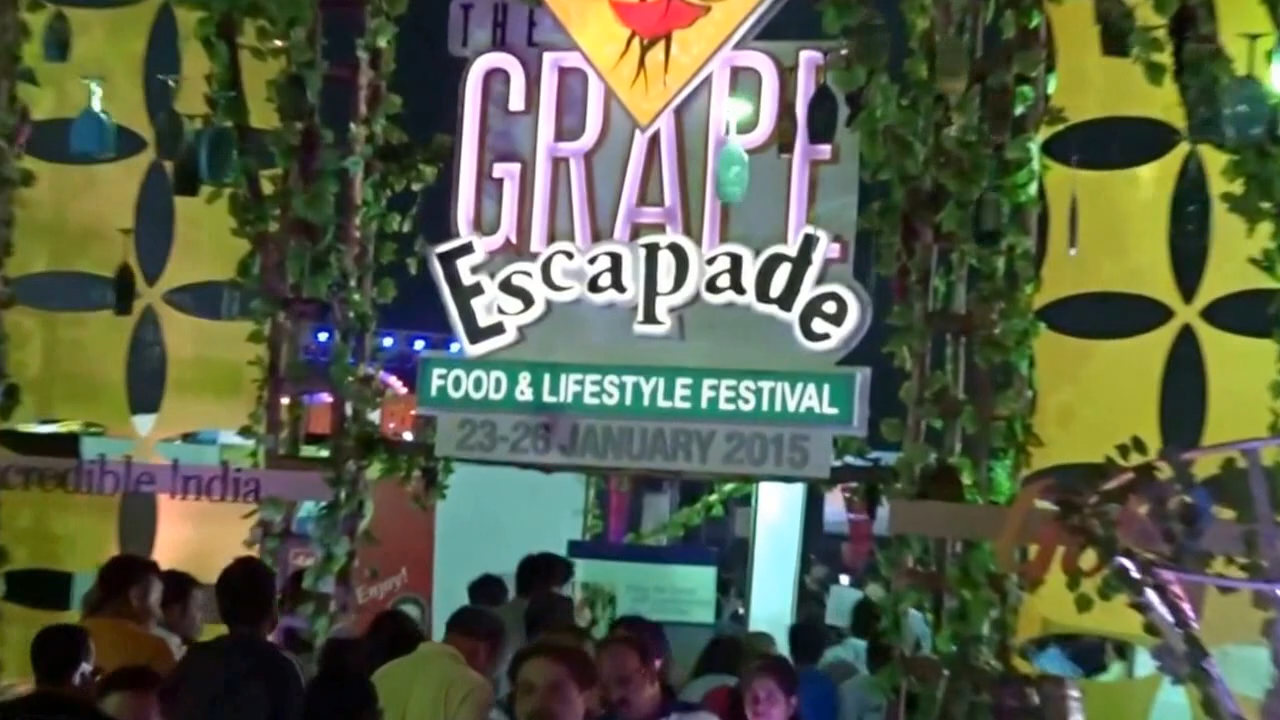 THE
GRAPE
Escapade
FOOD & LIFESTYLE FESTIVAL
23-26 JANUARY 2015
credible India
Enjoy!